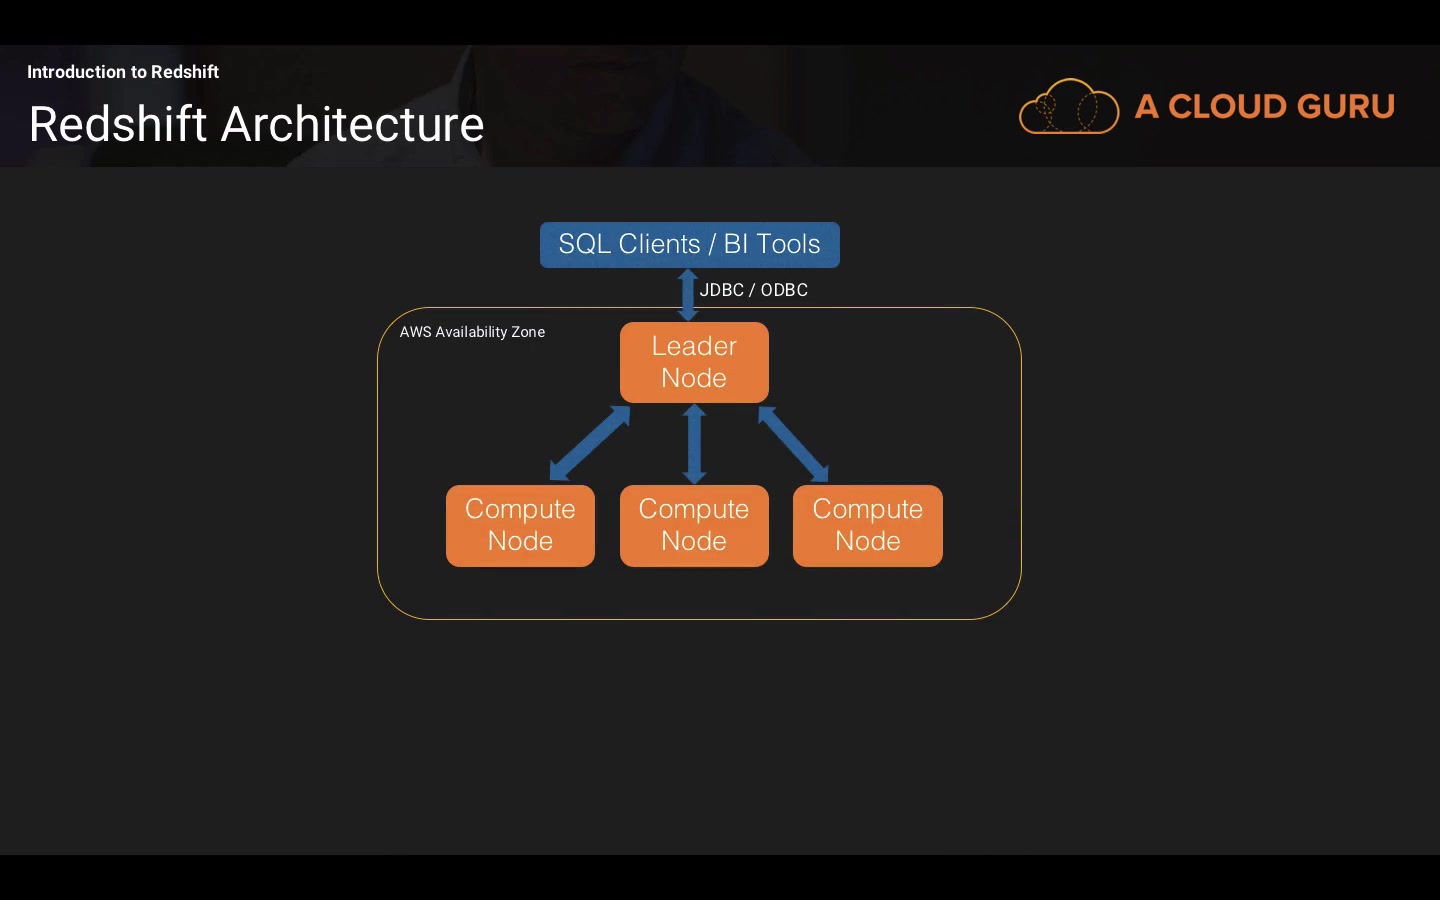 Introduction to Redshift
Redshift Architecture
A CLOUD GURU
SQL Clients / BI Tools
JDBC / ODBC
AWS Availability Zone
Leader
Node
Compute
Node
Compute
Node
Compute
Node